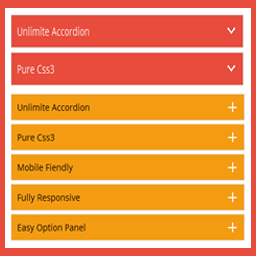 Unlimite Accordion
Pure Css3
Unlimite Accordion
Pure Css3
Mobile Fiendly
Fully Responsive
Easy Option Panel